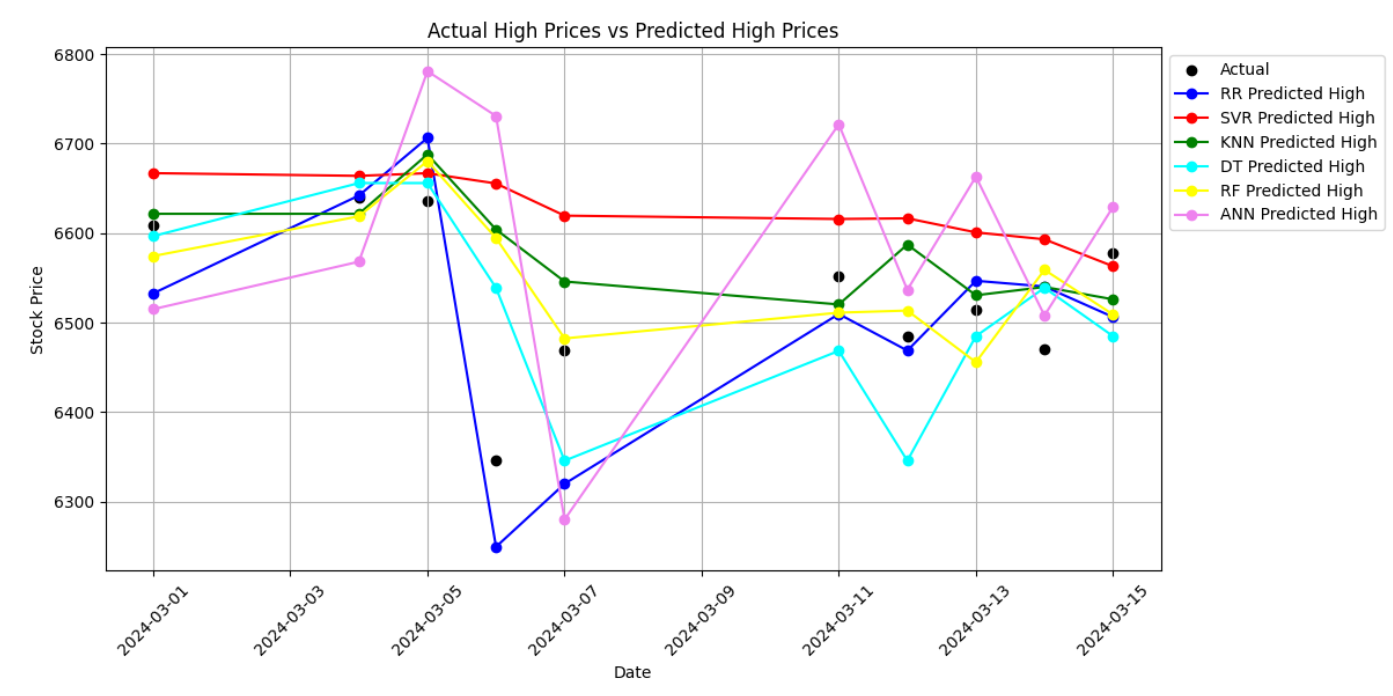 Actual High Prices vs Predicted High Prices
6800
6700
6600
6500
6400
6300
Stock Price
2024-03-01
2024-03-03
2024-03-05
2024-03-07
2024-03-09
2024-03-11
2024-03-13
2024-03-15
Date
Actual
RR Predicted High
SVR Predicted High
KNN Predicted High
DT Predicted High
RF Predicted High
ANN Predicted High